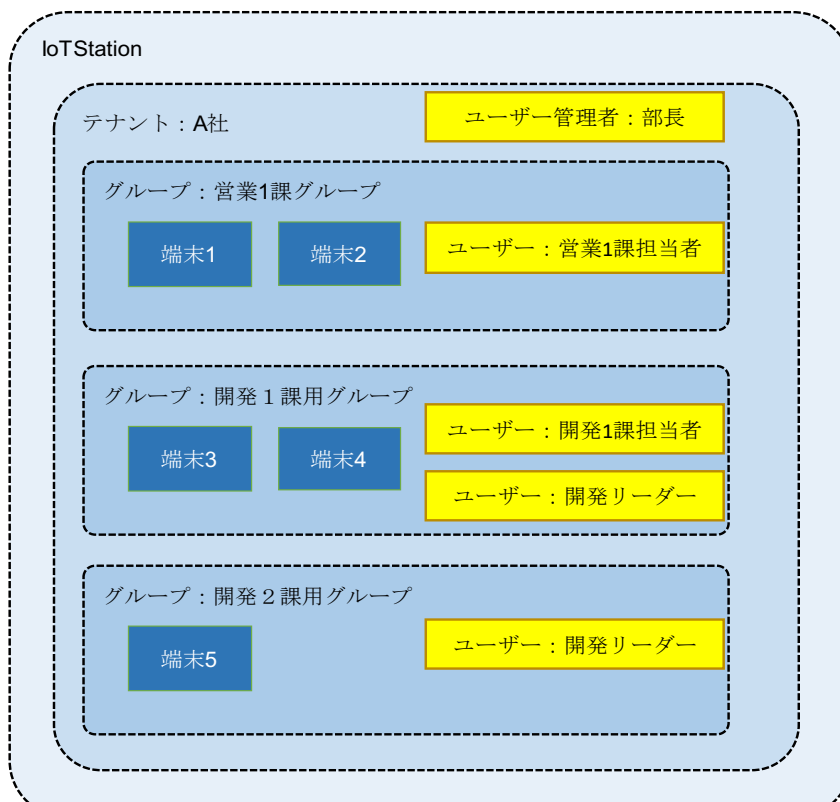 IoTStation
テナント：A社
ユーザー管理者：部長
グループ：営業1課グループ
端末1
端末2
ユーザー：営業1課担当者
グループ：開発１課用グループ
ユーザー：開発1課担当者
端末3
端末4
ユーザー：開発リーダー
グループ：開発２課用グループ
端末5
ユーザー：開発リーダー